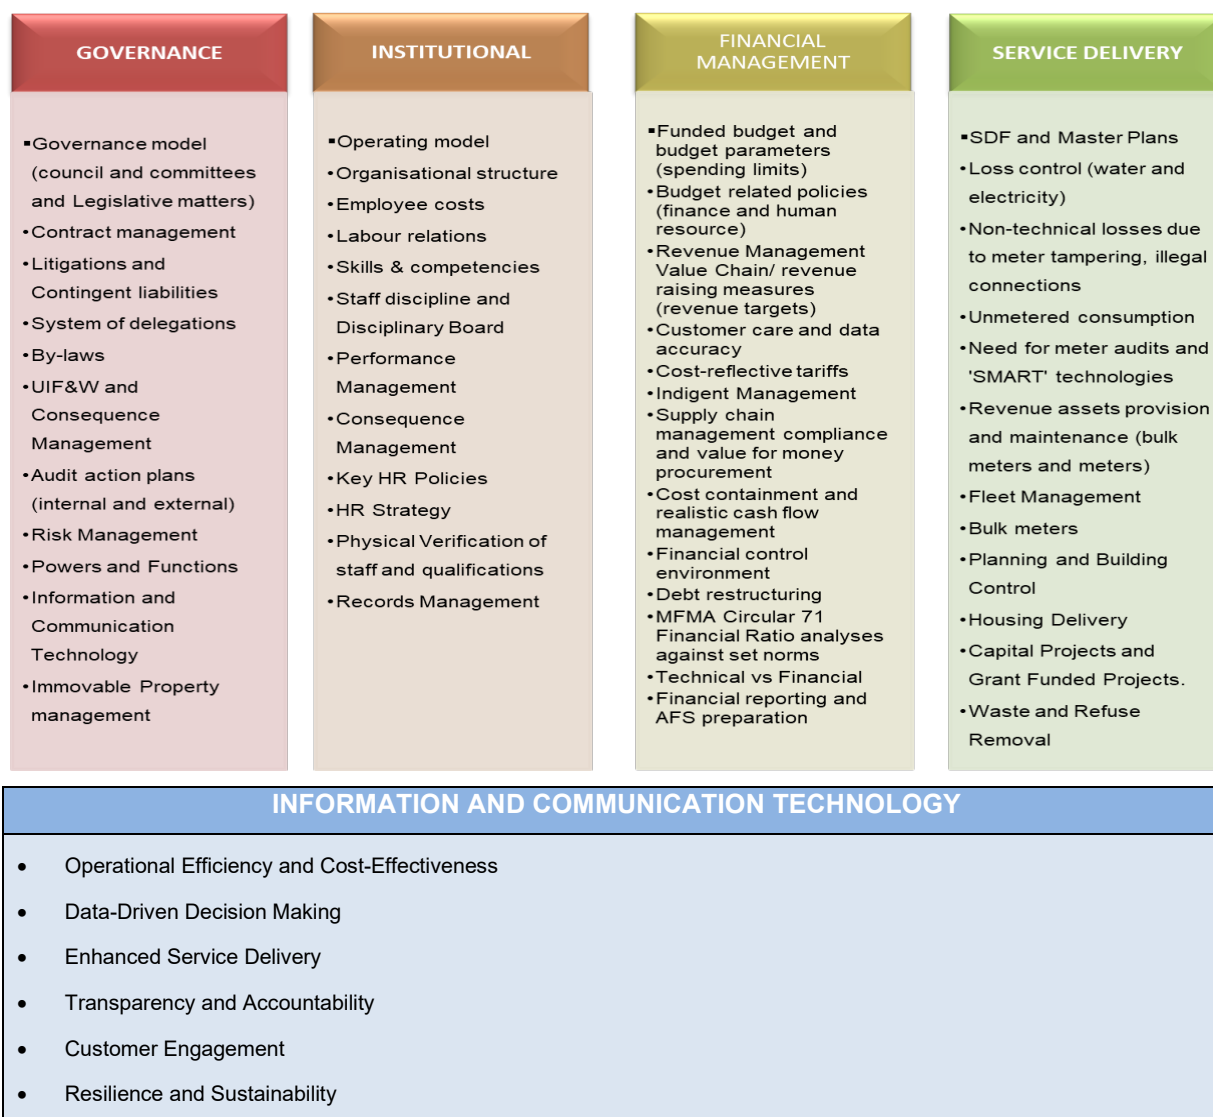 GOVERNANCE
▪Governance model
(council and committees
and Legislative matters)
•Contract management
•Litigations and
Contingent liabilities
•System of delegations
•By-laws
•UIF&W and
Consequence
Management
•Audit action plans
(internal and external)
•Risk Management
•Powers and Functions
•Information and
Communication
Technology
•Immovable Property
management
INSTITUTIONAL
▪Operating model
•Organisational structure
•Employee costs
•Labour relations
•Skills & competencies
•Staff discipline and
Disciplinary Board
•Performance
Management
•Consequence
Management
•Key HR Policies
•HR Strategy
•Physical Verification of
staff and qualifications
•Records Management
FINANCIAL
MANAGEMENT
▪Funded budget and
budget parameters
(spending limits)
•Budget related policies
(finance and human
resource)
•Revenue Management
Value Chain/ revenue
raising measures
(revenue targets)
•Customer care and data
accuracy
•Cost-reflective tariffs
•Indigent Management
•Supply chain
management compliance
and value for money
procurement
•Cost containment and
realistic cash flow
management
•Financial control
environment
•Debt restructuring
•MFMA Circular 71
Financial Ratio analyses
against set norms
•Technical vs Financial
•Financial reporting and
AFS preparation
SERVICE DELIVERY
▪SDF and Master Plans
•Loss control (water and
electricity)
•Non-technical losses due
to meter tampering, illegal
connections
•Unmetered consumption
•Need for meter audits and
'SMART' technologies
•Revenue assets provision
and maintenance (bulk
meters and meters)
•Fleet Management
•Bulk meters
•Planning and Building
Control
•Housing Delivery
•Capital Projects and
Grant Funded Projects.
•Waste and Refuse
Removal
INFORMATION AND COMMUNICATION TECHNOLOGY
• Operational Efficiency and Cost-Effectiveness
• Data-Driven Decision Making
• Enhanced Service Delivery
• Transparency and Accountability
• Customer Engagement
• Resilience and Sustainability